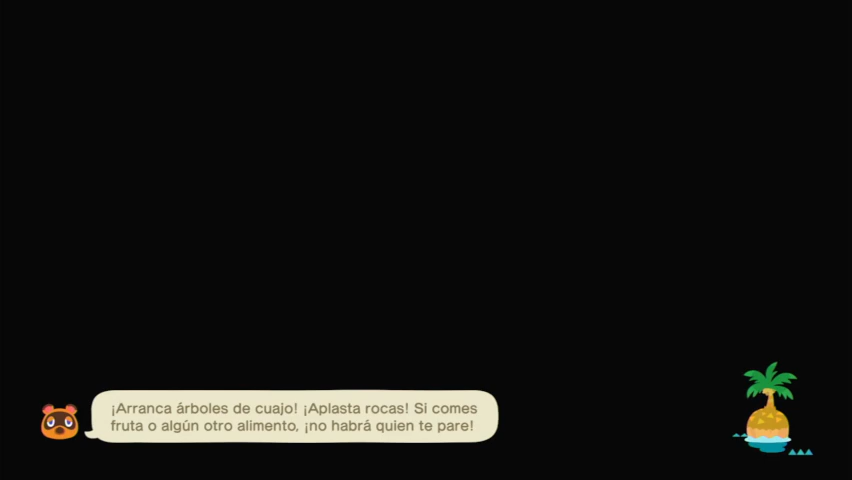 ¡Arranca árboles de cuajo! ¡Aplasta rocas! Si comes
fruta o algún otro alimento, ¡no habrá quien te pare!